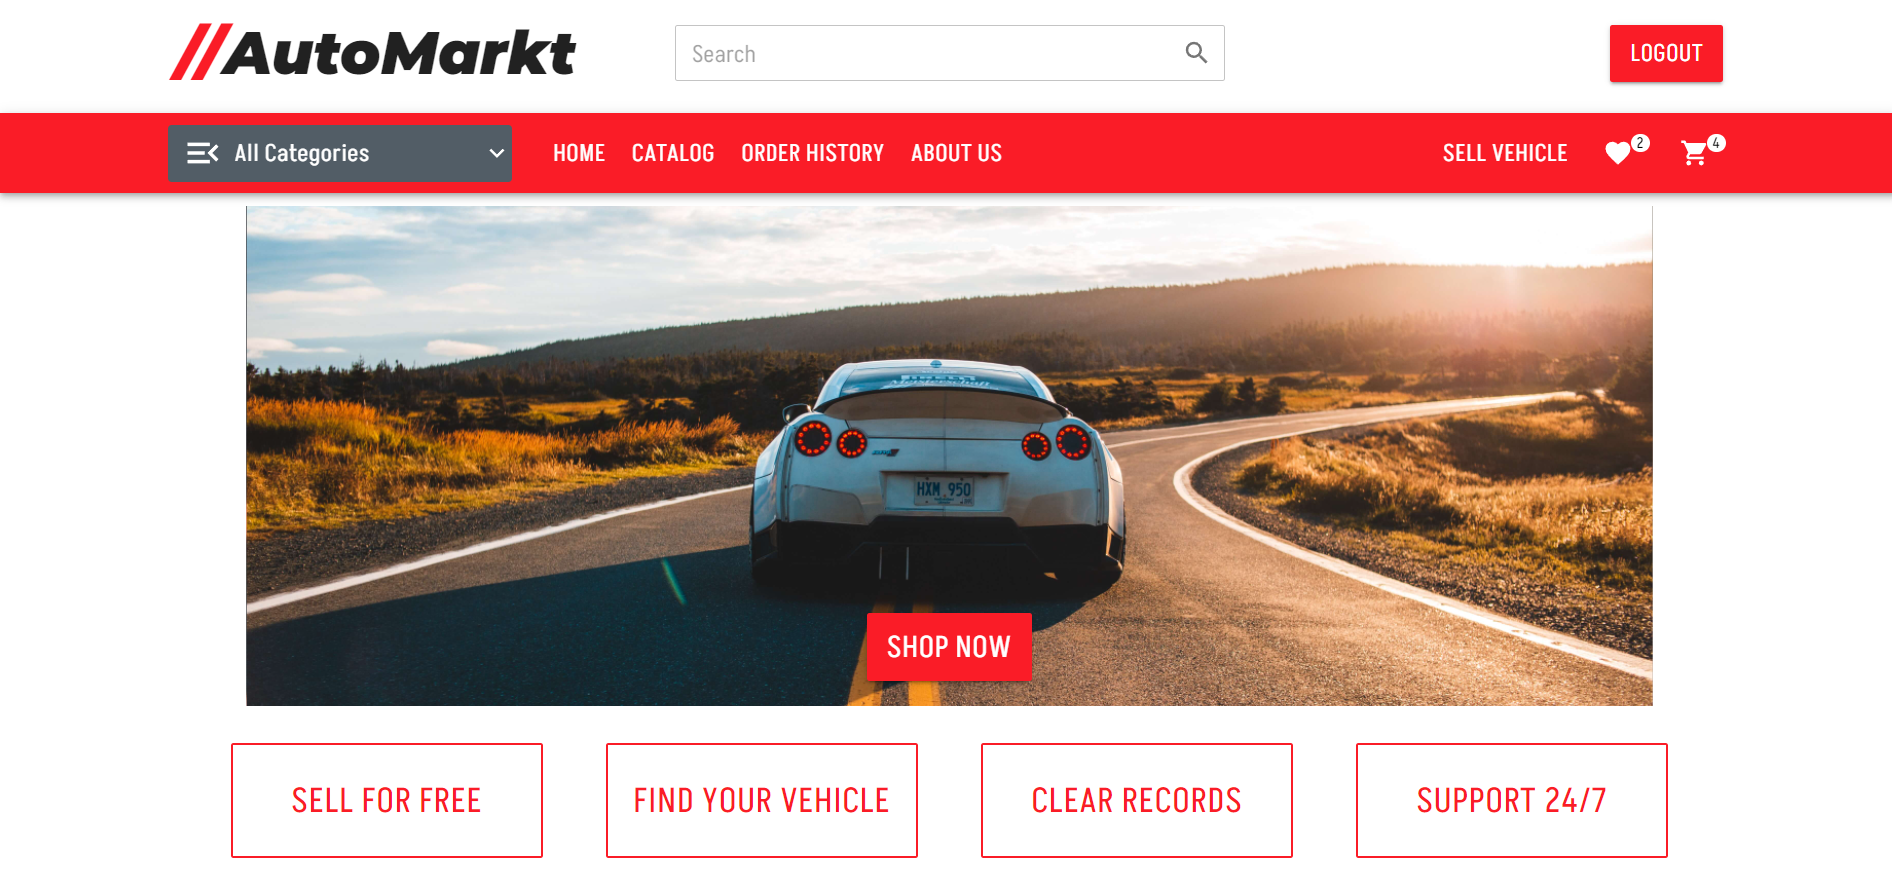 AutoMarkt
Search
LOGOUT
All Categories
HOME
CATALOG
ORDER HISTORY
ABOUT US
SELL VEHICLE
2
4
Meisterschaft
HXM 950
SHOP NOW
SELL FOR FREE
FIND YOUR VEHICLE
CLEAR RECORDS
SUPPORT 24/7